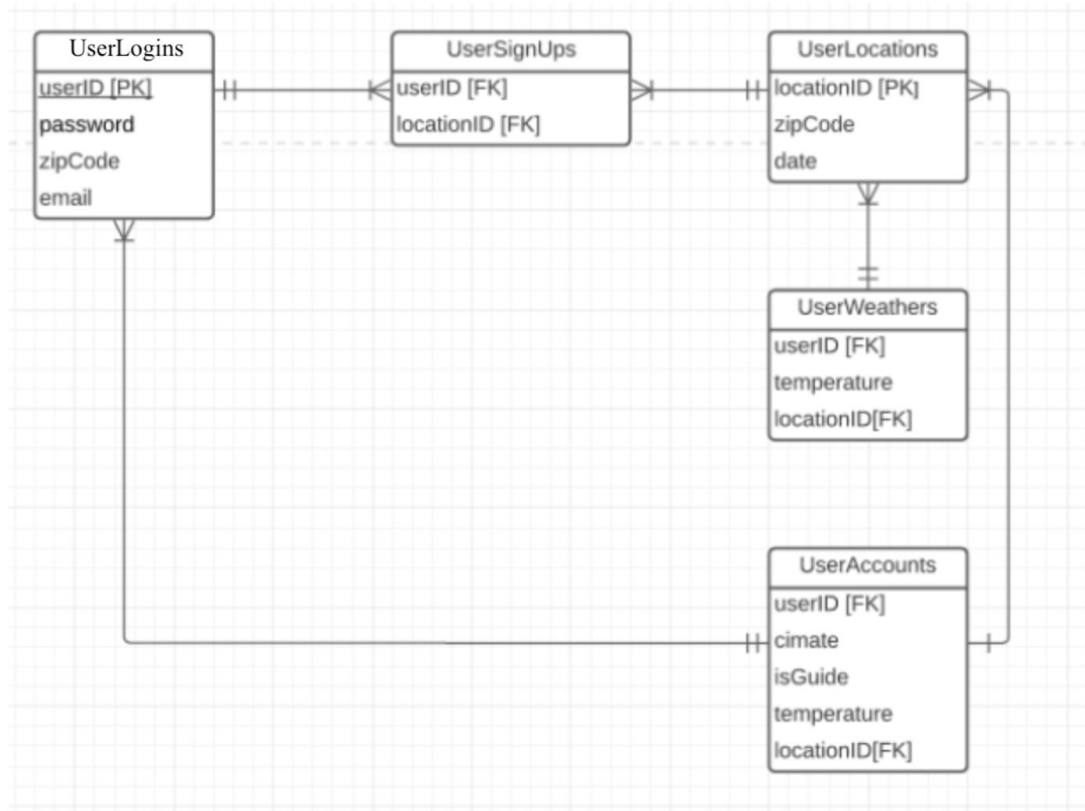 UserLogins
userID [PK]
password
zipCode
email
UserSignUps
userID [FK]
locationID [FK]
UserLocations
locationID [PK]
zipCode
date
UserWeathers
userID [FK]
temperature
locationID[FK]
UserAccounts
userID [FK]
cimate
isGuide
temperature
locationID[FK]